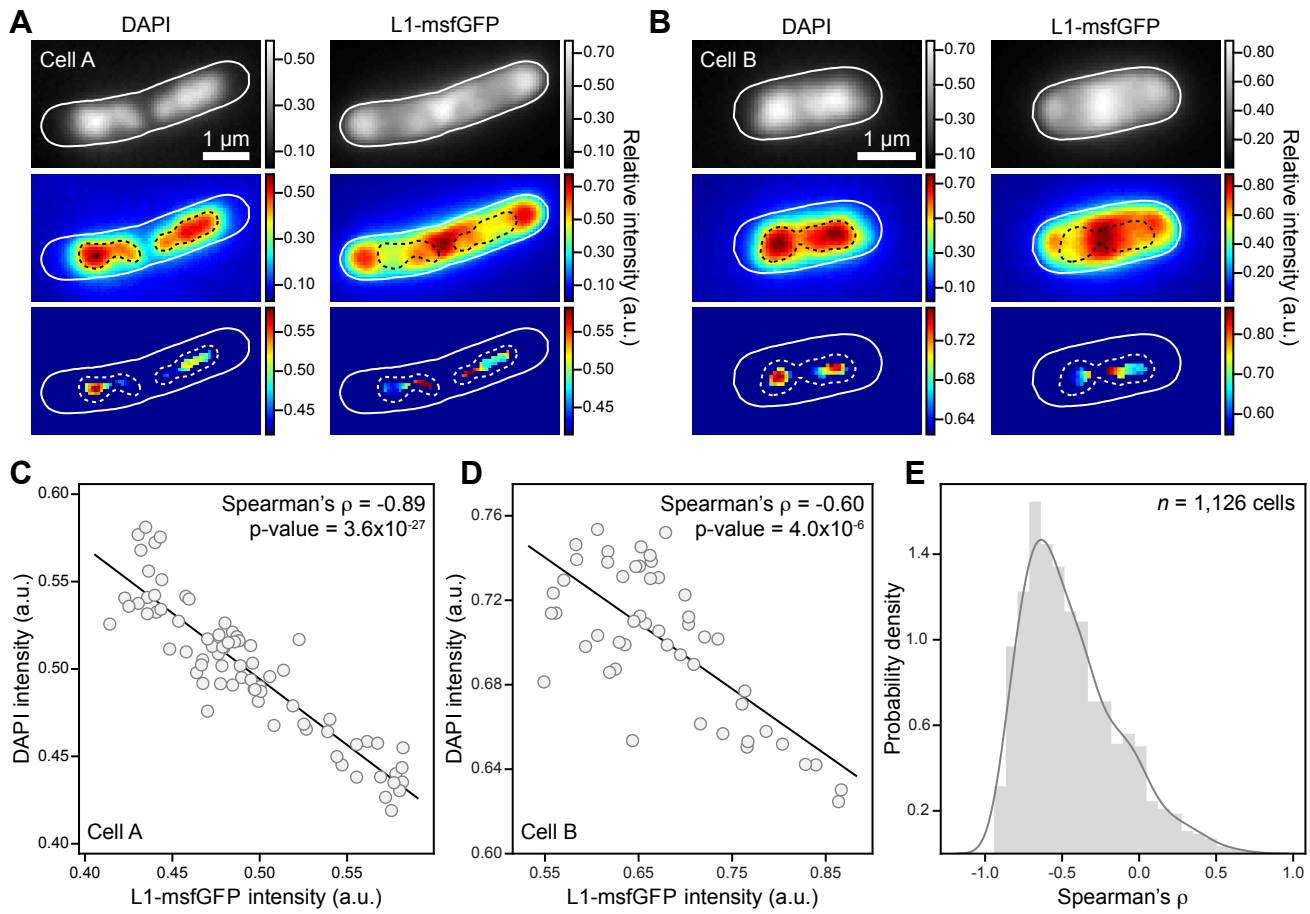 A
DAPI
L1-msfGFP
B
DAPI
L1-msfGFP
Cell A
1 µm
0.50
0.30
0.10
0.70
0.50
0.30
0.10
Cell B
1 µm
0.70
0.50
0.30
0.10
0.80
0.60
0.40
0.20
0.50
0.30
0.10
0.70
0.50
0.30
0.10
Relative intensity (a.u.)
0.70
0.50
0.30
0.10
0.80
0.60
0.40
0.20
Relative intensity (a.u.)
0.55
0.50
0.45
0.55
0.50
0.45
0.72
0.68
0.64
0.80
0.70
0.60
C
Spearman's ρ = -0.89
p-value = 3.6x10-27
0.60
0.55
0.50
0.45
0.40
DAPI intensity (a.u.)
Cell A
0.40
0.45
0.50
0.55
L1-msfGFP intensity (a.u.)
D
Spearman's ρ = -0.60
p-value = 4.0x10-6
0.76
0.72
0.68
0.64
0.60
DAPI intensity (a.u.)
Cell B
0.55
0.65
0.75
0.85
L1-msfGFP intensity (a.u.)
E
n = 1,126 cells
1.4
1.0
0.6
0.2
Probability density
-1.0
-0.5
0.0
0.5
1.0
Spearman's ρ